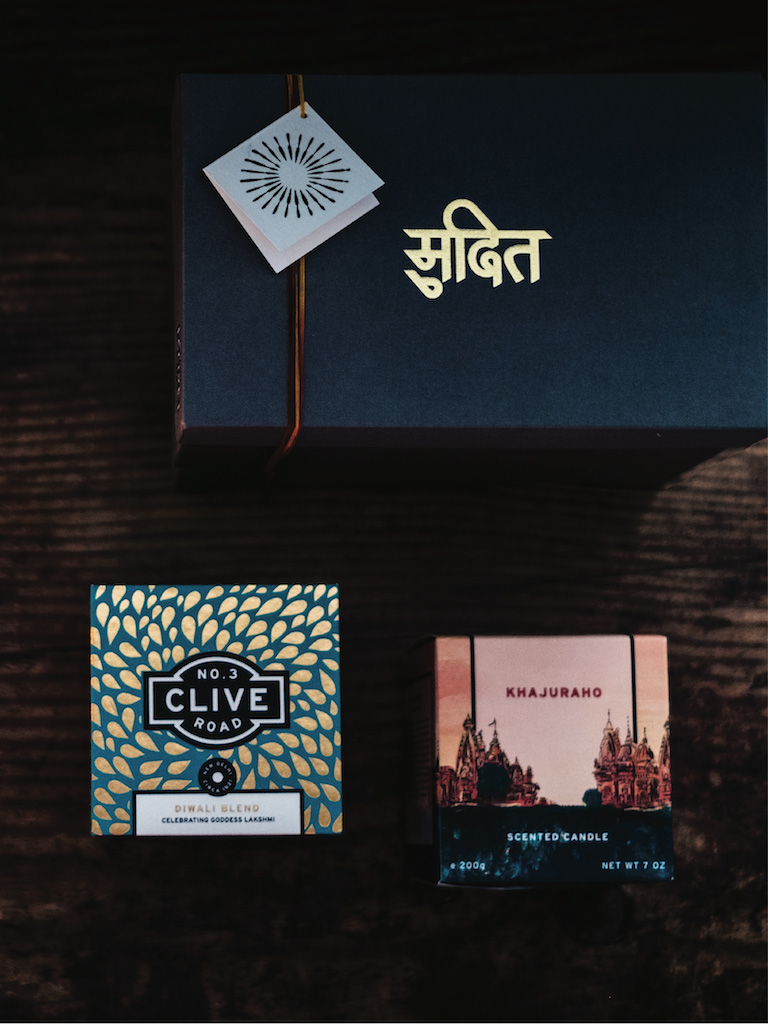 मुदित
NO.3
CLIVE
ROAD
DIWALI BLEND
CELEBRATING GODDESS LAKSHMI
KHAJURAHO
SCENTED CANDLE
e 200g NET WT 7 OZ